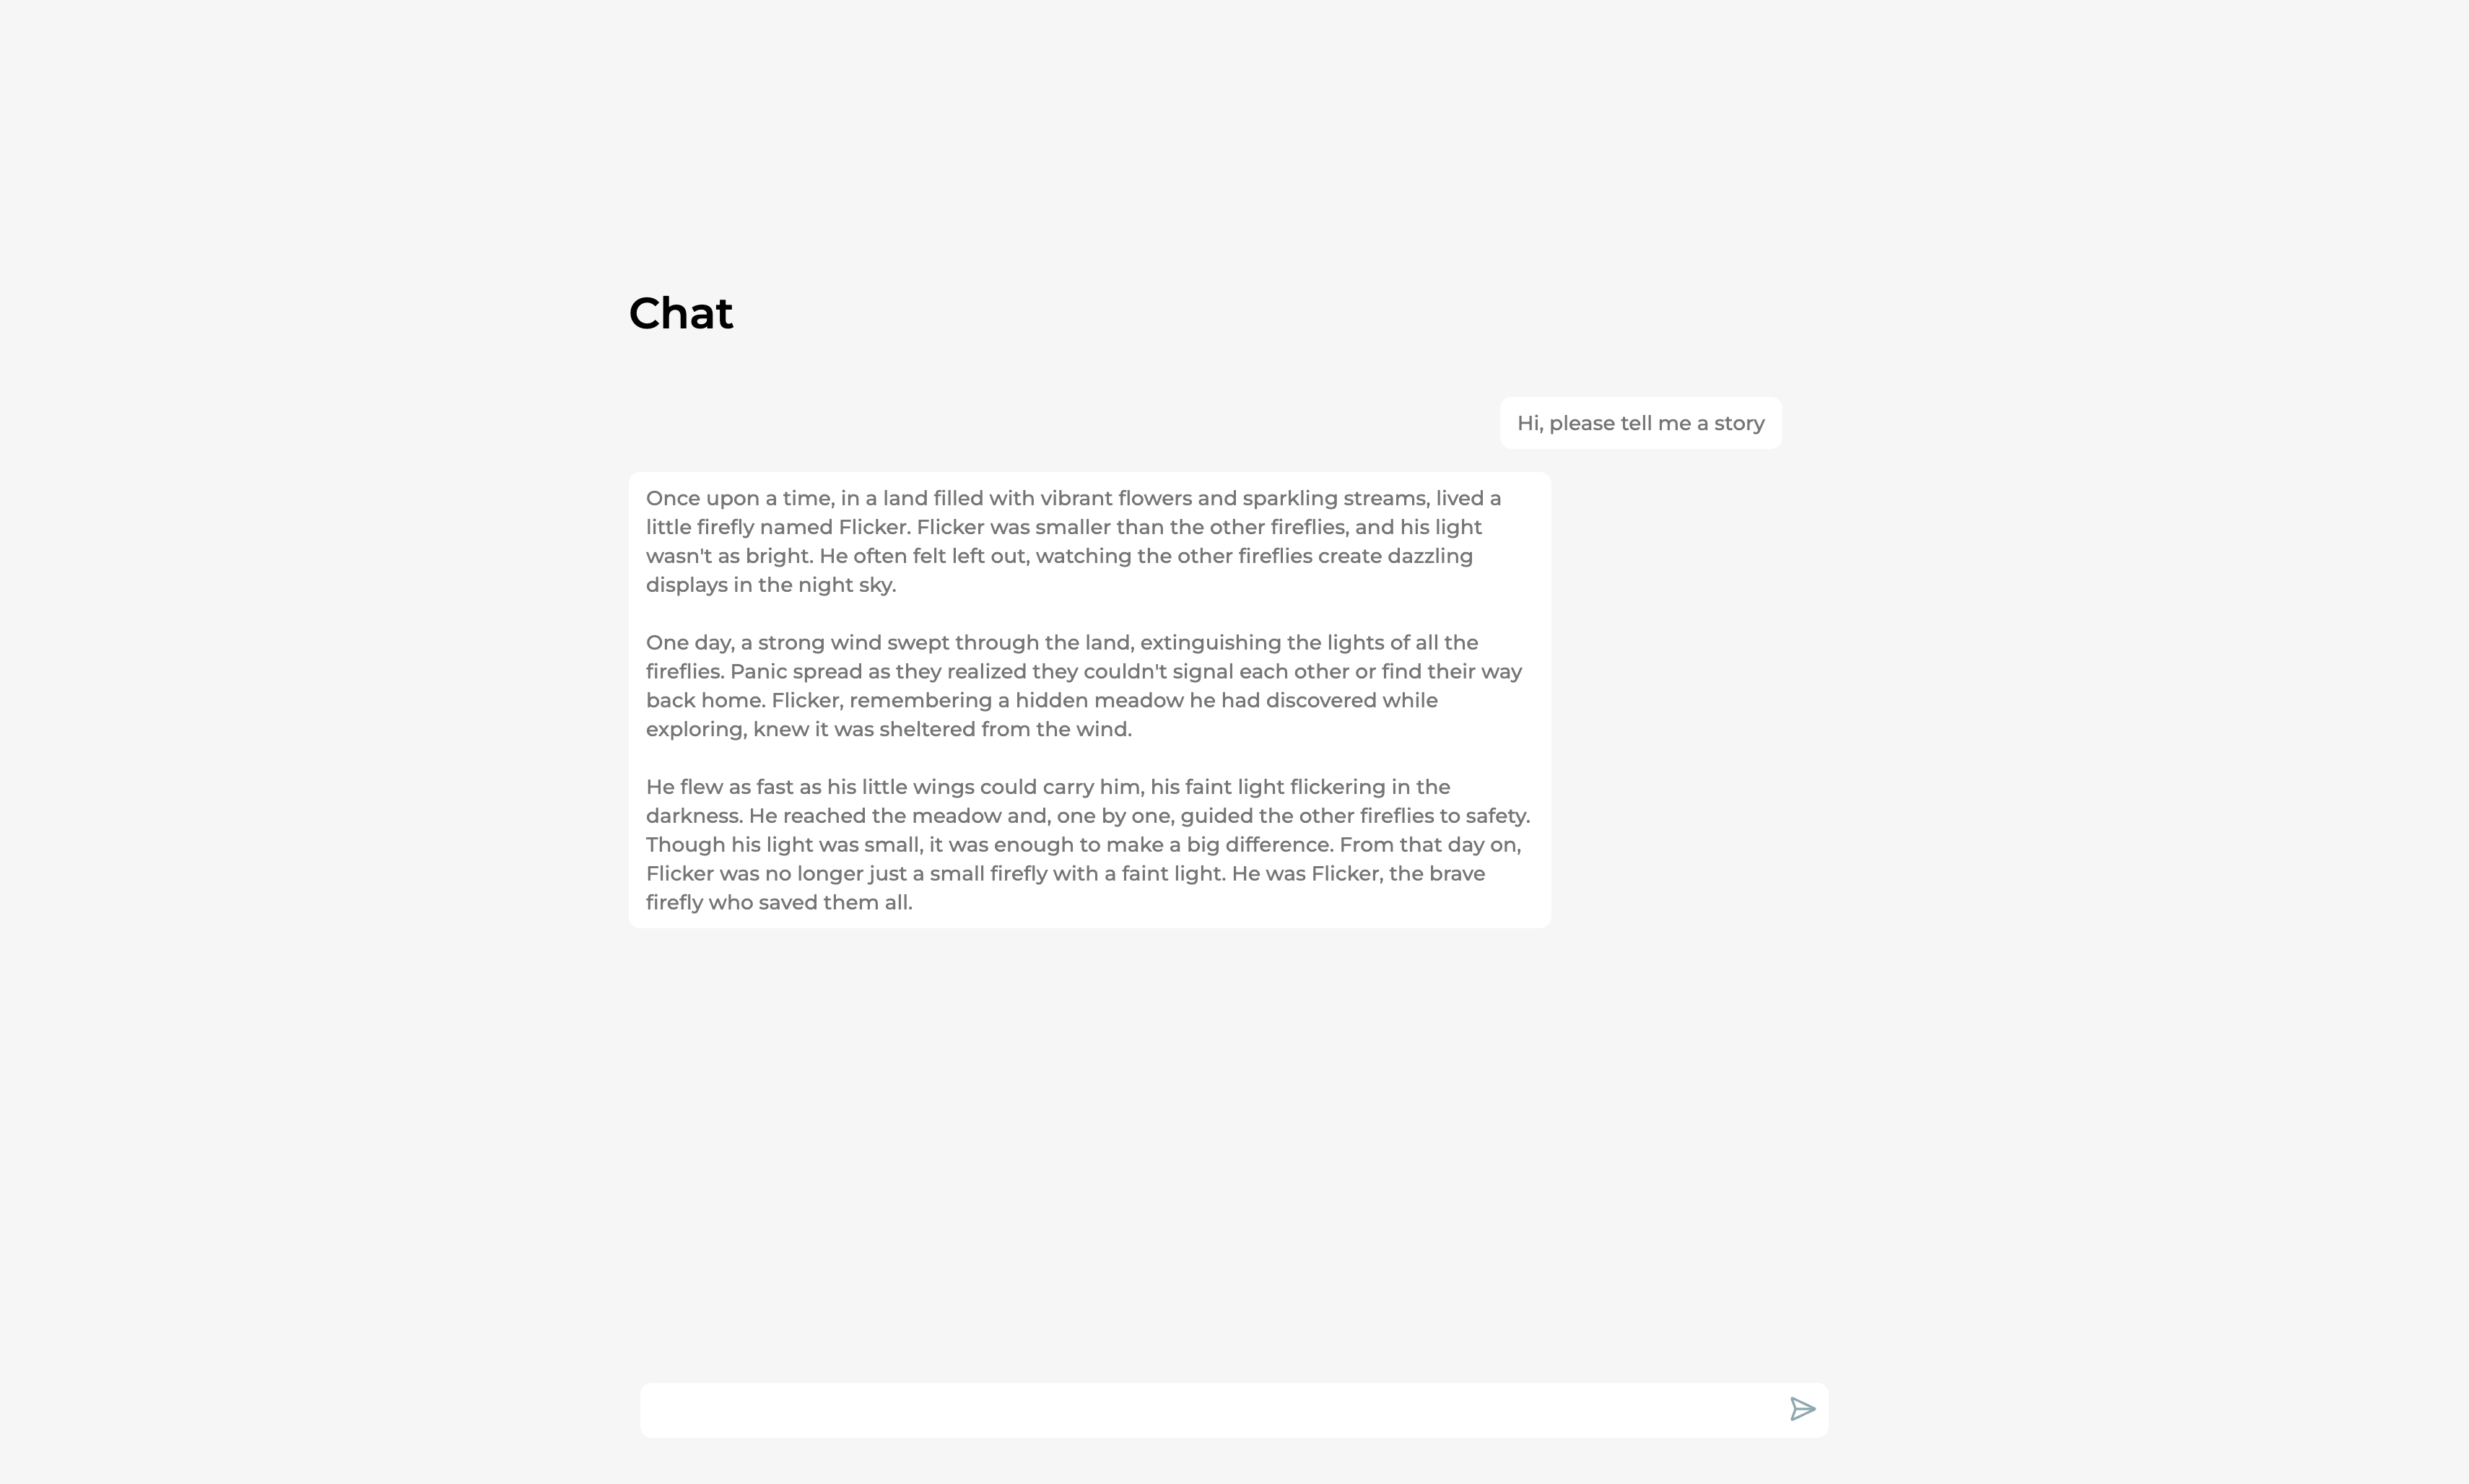 Chat
Hi, please tell me a story
Once upon a time, in a land filled with vibrant flowers and sparkling streams, lived a
little firefly named Flicker. Flicker was smaller than the other fireflies, and his light
wasn't as bright. He often felt left out, watching the other fireflies create dazzling
displays in the night sky.
One day, a strong wind swept through the land, extinguishing the lights of all the
fireflies. Panic spread as they realized they couldn't signal each other or find their way
back home. Flicker, remembering a hidden meadow he had discovered while
exploring, knew it was sheltered from the wind.
He flew as fast as his little wings could carry him, his faint light flickering in the
darkness. He reached the meadow and, one by one, guided the other fireflies to safety.
Though his light was small, it was enough to make a big difference. From that day on,
Flicker was no longer just a small firefly with a faint light. He was Flicker, the brave
firefly who saved them all.